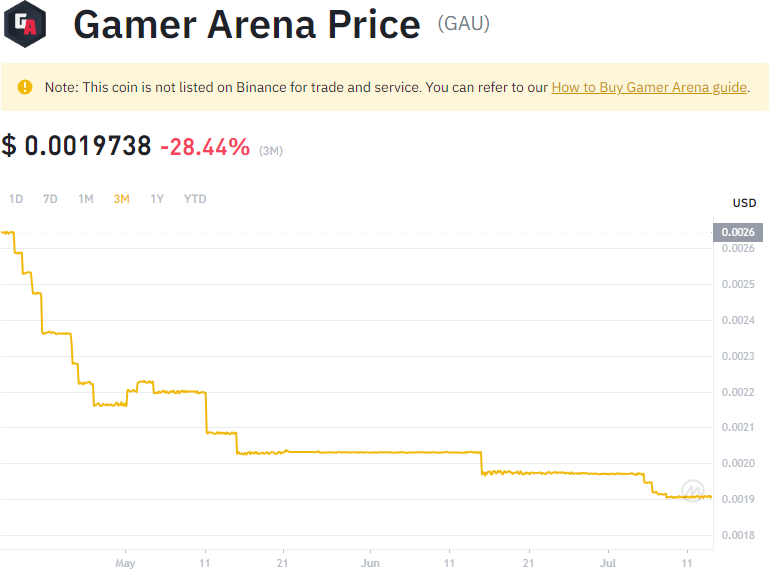 GA
Gamer Arena Price (GAU)
Note: This coin is not listed on Binance for trade and service. You can refer to our How to Buy Gamer Arena guide.
$ 0.0019738 -28.44% (3M)
1D 7D 1M 3M 1Y YTD
USD
0.0026
0.0026
0.0025
0.0024
0.0023
0.0022
0.0021
0.0020
0.0019
0.0018
May 11 21 Jun 11 21 Jul 11